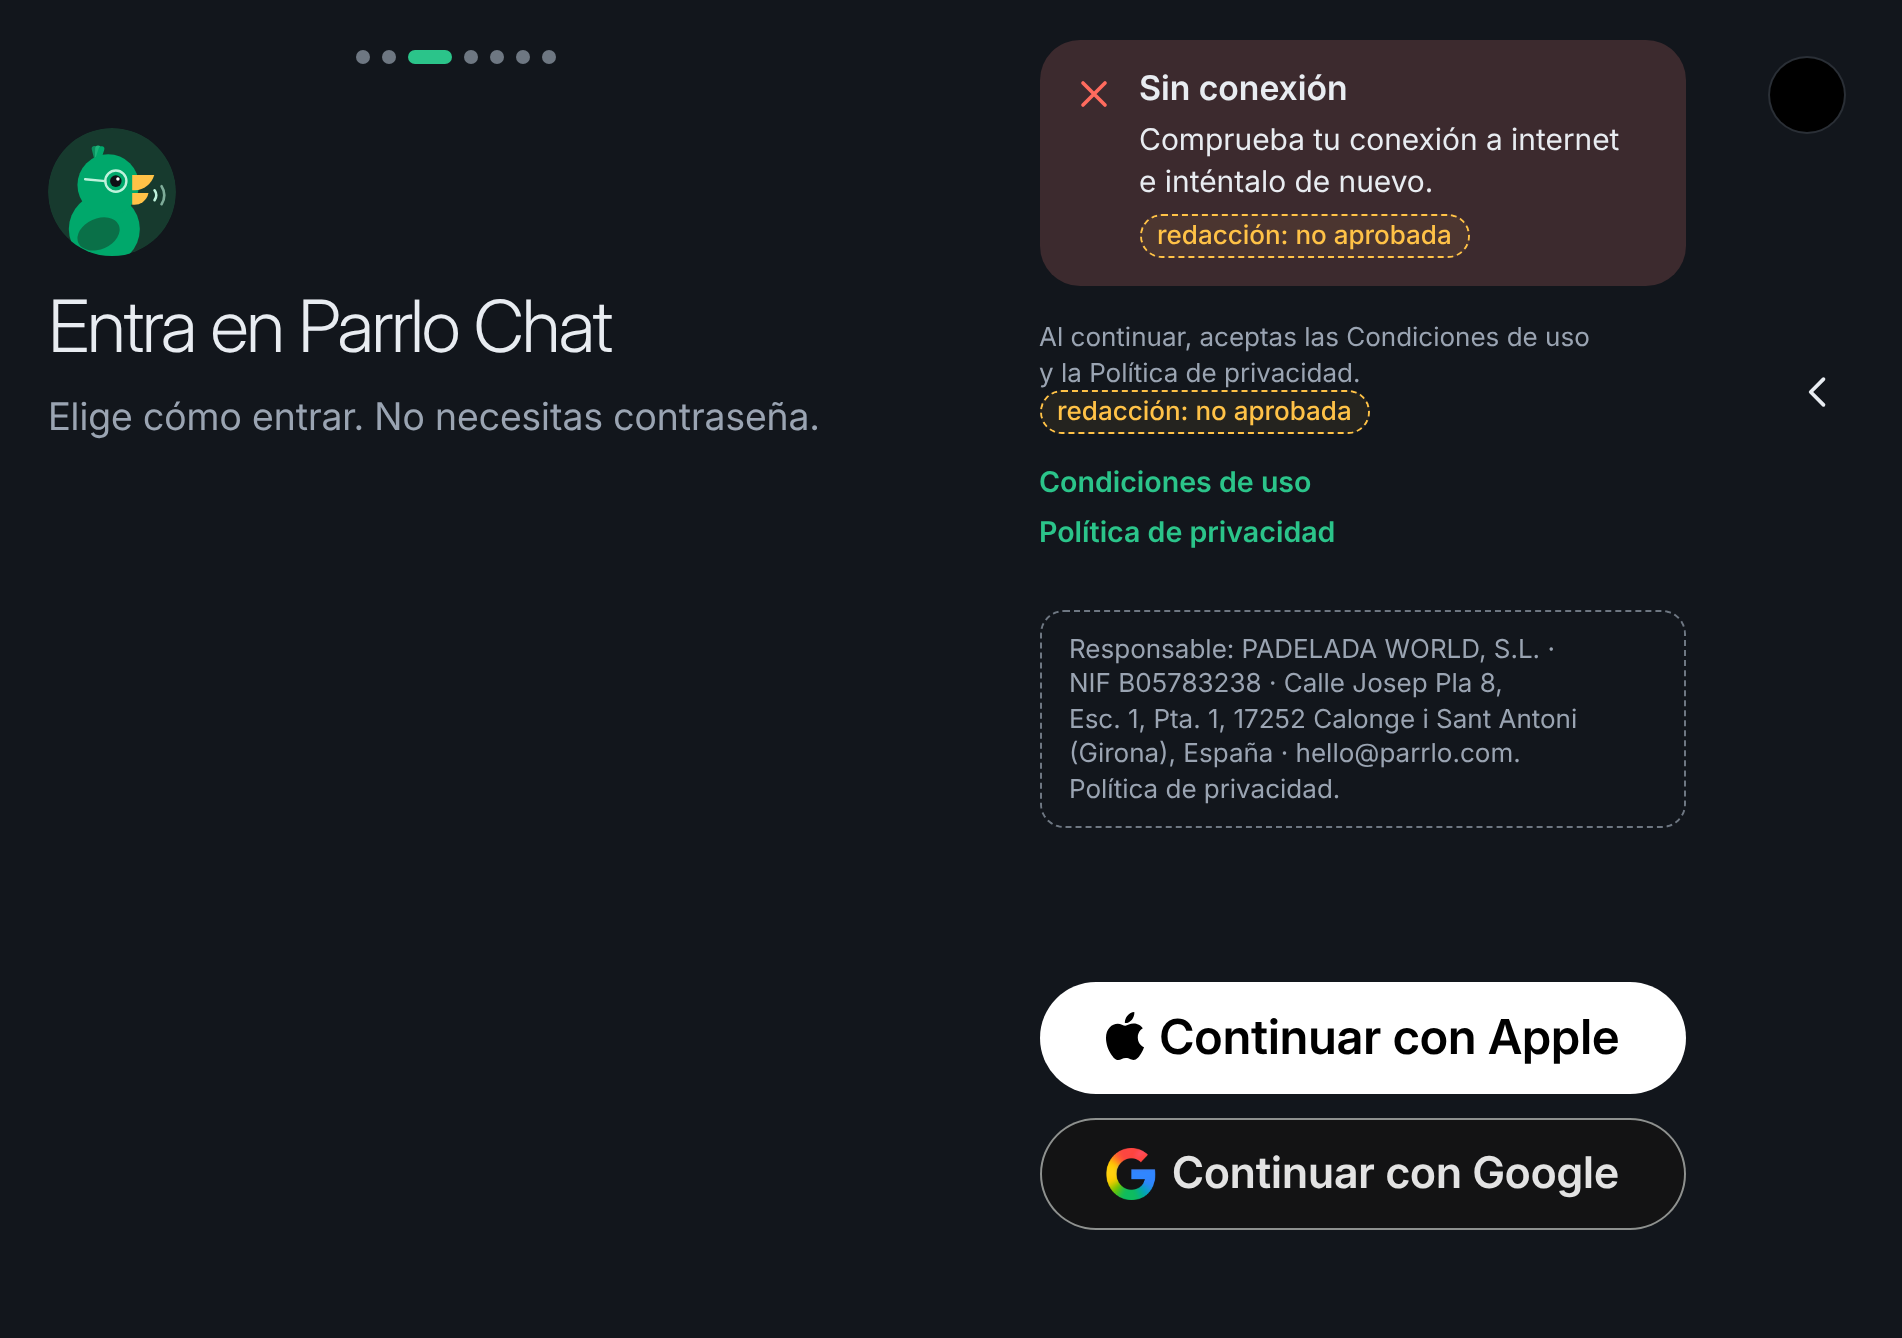 Entra en Parrlo Chat
Elige cómo entrar. No necesitas contraseña.
Sin conexión
Comprueba tu conexión a internet
e inténtalo de nuevo.
redacción: no aprobada
Al continuar, aceptas las Condiciones de uso
y la Política de privacidad.
redacción: no aprobada
Condiciones de uso
Política de privacidad
Responsable: PADELADA WORLD, S.L. ·
NIF B05783238 · Calle Josep Pla 8,
Esc. 1, Pta. 1, 17252 Calonge i Sant Antoni
(Girona), España · hello@parrlo.com.
Política de privacidad.
Continuar con Apple
Continuar con Google